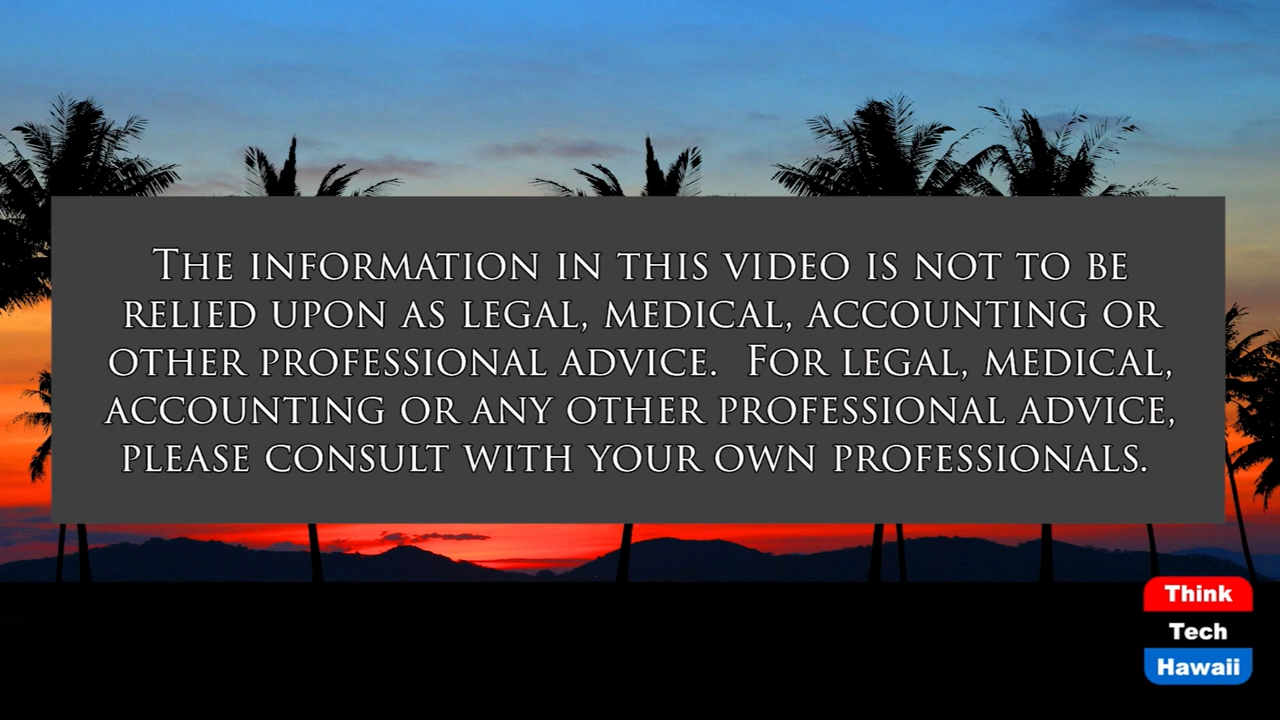 THE INFORMATION IN THIS VIDEO IS NOT TO BE
RELIED UPON AS LEGAL, MEDICAL, ACCOUNTING OR
OTHER PROFESSIONAL ADVICE.  FOR LEGAL, MEDICAL,
ACCOUNTING OR ANY OTHER PROFESSIONAL ADVICE,
PLEASE CONSULT WITH YOUR OWN PROFESSIONALS.
Think
Tech
Hawaii